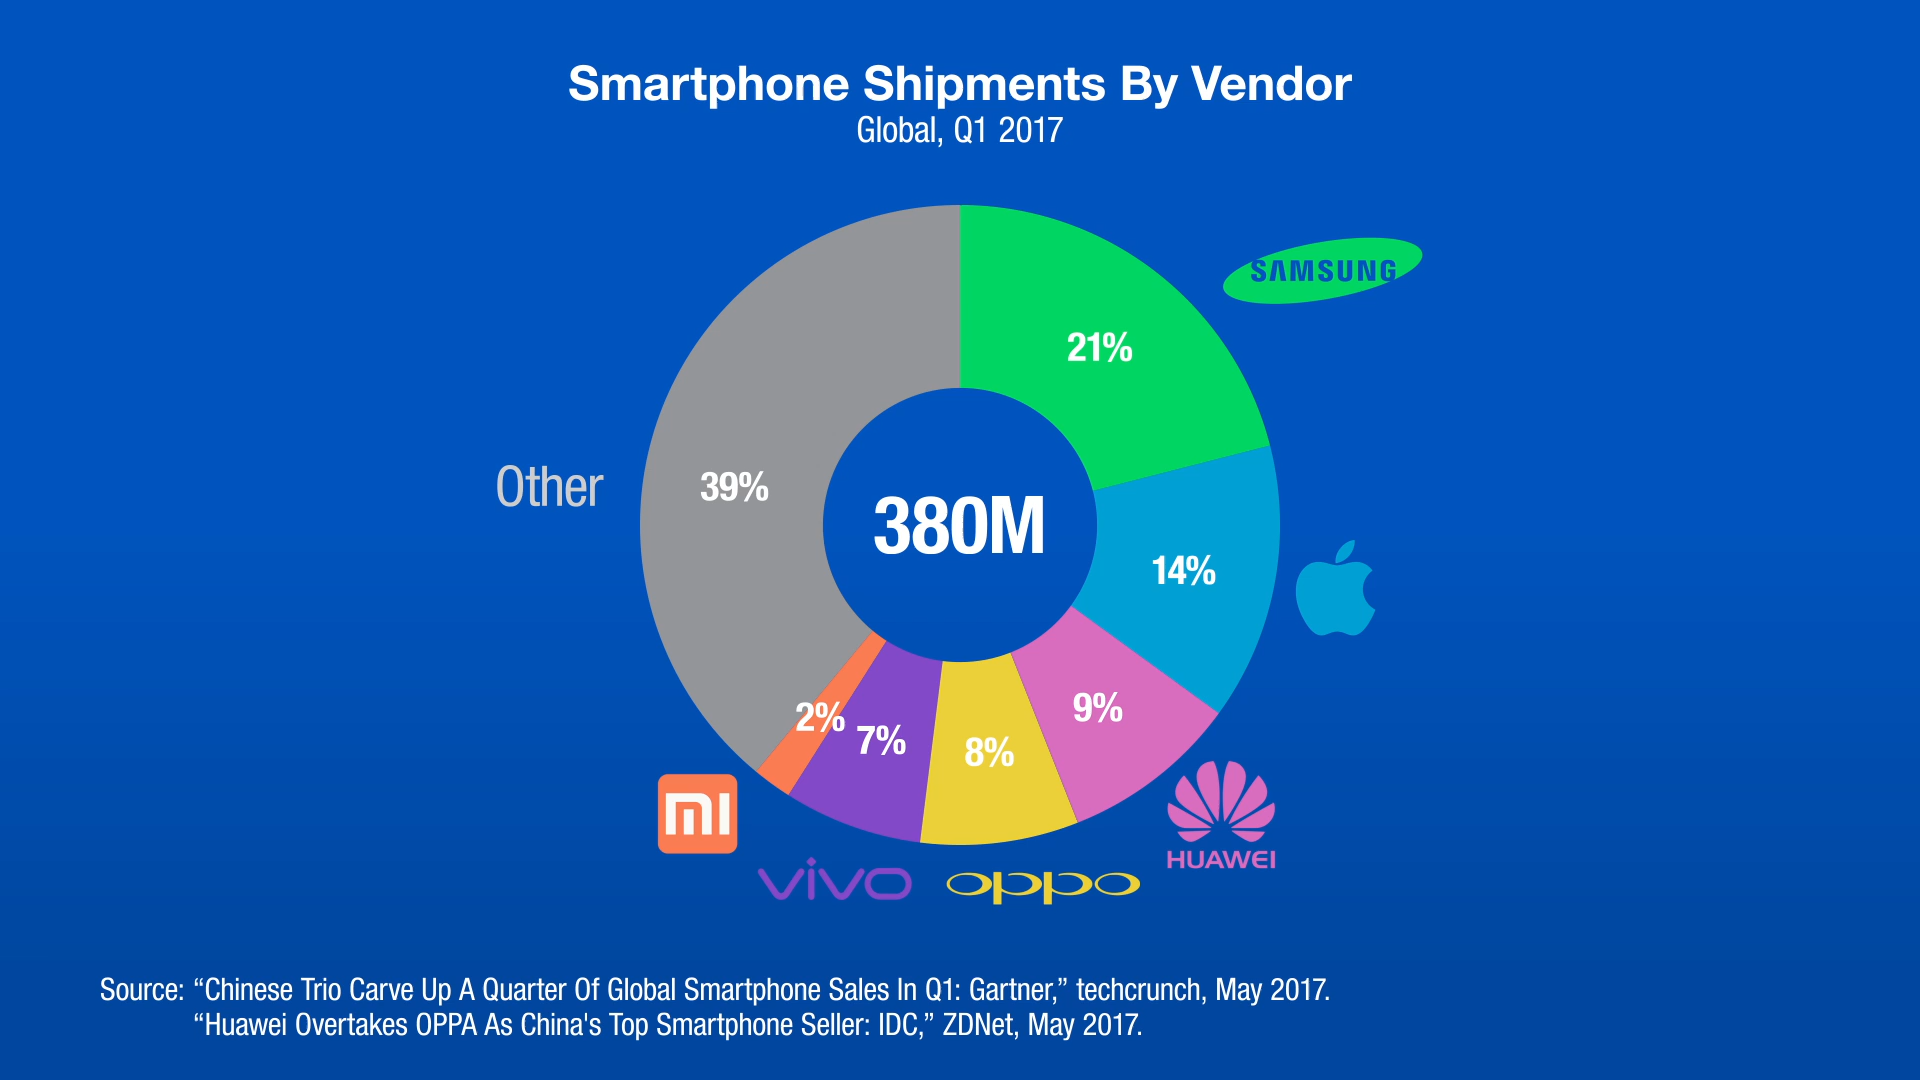 Smartphone Shipments By Vendor
Global, Q1 2017
SAMSUNG
21%
Other
39%
380M
14%
9%
2%
7%
8%
mi
HUAWEI
vivo
oppo
Source: “Chinese Trio Carve Up A Quarter Of Global Smartphone Sales In Q1: Gartner,” techcrunch, May 2017.
“Huawei Overtakes OPPA As China's Top Smartphone Seller: IDC,” ZDNet, May 2017.